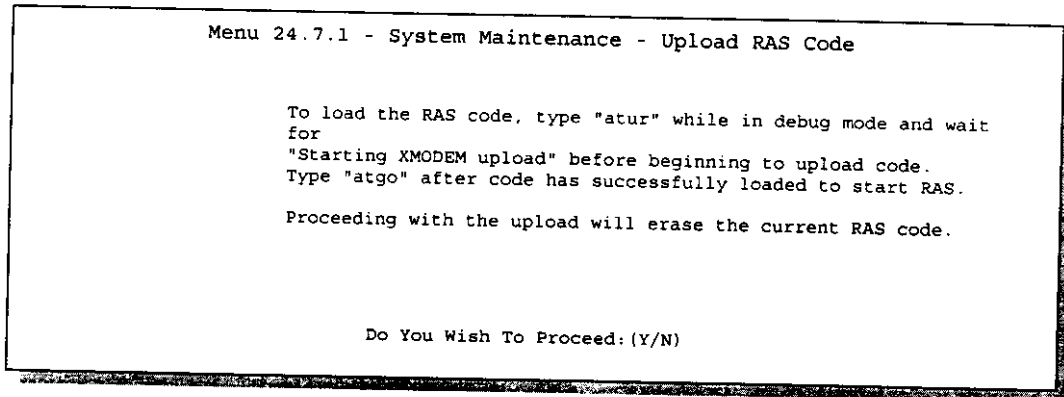 Menu 24.7.1 - System Maintenance - Upload RAS Code
To load the RAS code, type "atur" while in debug mode and wait
for
"Starting XMODEM upload" before beginning to upload code.
Type "atgo" after code has successfully loaded to start RAS.
Proceeding with the upload will erase the current RAS code.
Do You Wish To Proceed:(Y/N)